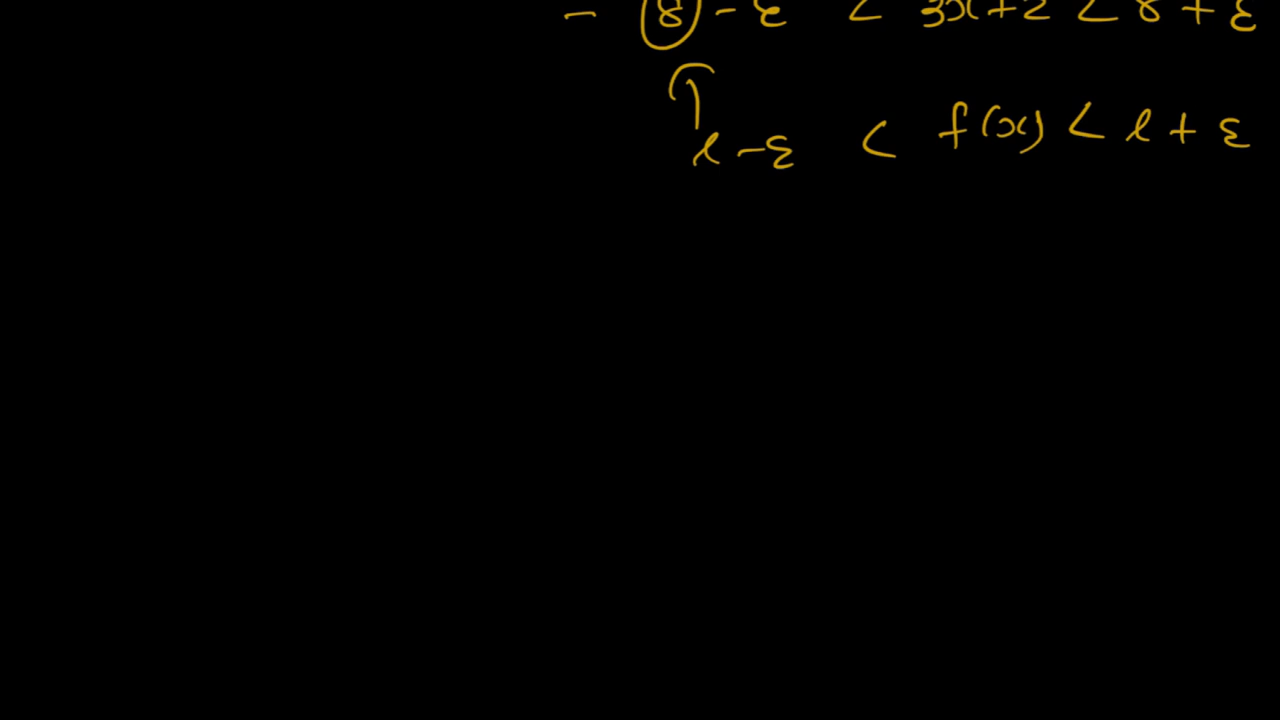 - 8 - ε < 3x+2 < 8 + ε
l - ε < f(x) < l + ε